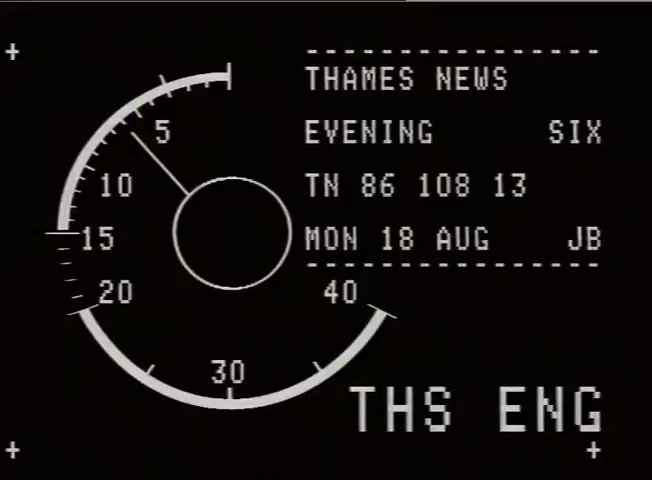 THAMES NEWS
EVENING SIX
TN 86 108 13
MON 18 AUG JB
5
10
15
20
30
40
THS ENG